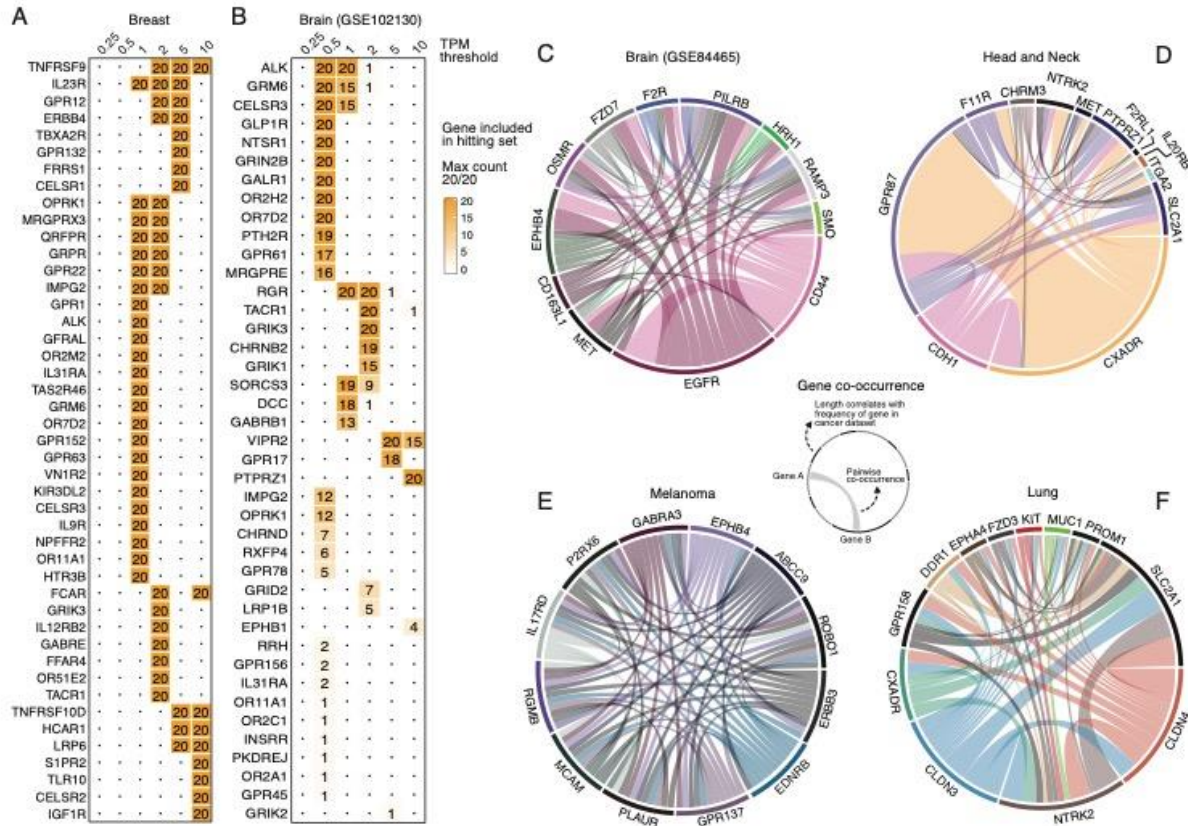 A
Breast
0.25 0.5 1 2 5 10
TNFRSF9 20 20 20
IL23R 20 20 20
GPR12 20 20
ERBB4 20 20
TBXA2R 20
GPR132 20
FRRS1 20
CELSR1 20
OPRK1 20 20
MRGPRX3 20 20
QRFPR 20 20
GRPR 20 20
GPR22 20 20
IMPG2 20 20
GPR1 20
ALK 20
GFRAL 20
OR2M2 20
IL31RA 20
TAS2R46 20
GRM6 20
OR7D2 20
GPR152 20
GPR63 20
VN1R2 20
KIR3DL2 20
CELSR3 20
IL9R 20
NPFFR2 20
OR11A1 20
HTR3B 20
FCAR 20 20
GRIK3 20
IL12RB2 20
GABRE 20
FFAR4 20
OR51E2 20
TACR1 20
TNFRSF10D 20 20
HCAR1 20 20
LRP6 20 20
S1PR2 20
TLR10 20
CELSR2 20
IGF1R 20
B
Brain (GSE102130)
0.25 0.5 1 2 5 10
ALK 20 20 1
GRM6 20 15 1
CELSR3 20 15
GLP1R 20
NTSR1 20
GRIN2B 20
GALR1 20
OR2H2 20
OR7D2 20
PTH2R 19
GPR61 17
MRGPRE 16
RGR 20 20 1
TACR1 20 1
GRIK3 20
CHRNB2 19
GRIK1 15
SORCS3 19 9
DCC 18 1
GABRB1 13
VIPR2 20 15
GPR17 18
PTPRZ1 20
IMPG2 12
OPRK1 12
CHRND 7
RXFP4 6
GPR78 5
GRID2 7
LRP1B 5
EPHB1 4
RRH 2
GPR156 2
IL31RA 2
OR11A1 1
OR2C1 1
INSRR 1
PKDREJ 1
OR2A1 1
GPR45 1
GRIK2 1
TPM
threshold
Gene included
in hitting set
Max count
20/20
20
15
10
5
0
C
Brain (GSE84465)
PILRB
HRH1
RAMP3
SMO
CD44
EGFR
MET
CD163L1
EPHB4
OSMR
FZD7
F2R
D
Head and Neck
NTRK2
MET
PTPRZ1
F2RL1
IL20RB
ITGA2
SLC2A1
CXADR
CDH1
GPR87
F11R
CHRM3
Gene co-occurrence
Length correlates with
frequency of gene in
cancer dataset
Gene A
Pairwise
co-occurrence
Gene B
E
Melanoma
GABRA3
EPHB4
ABCC9
ROBO1
ERBB3
EDNRB
GPR137
PLAUR
MCAM
RGMB
IL17RD
P2RX6
F
Lung
MUC1
PROM1
SLC2A1
CLDN4
NTRK2
CLDN3
CXADR
GPR158
DDR1
EPHA4
FZD3
KIT